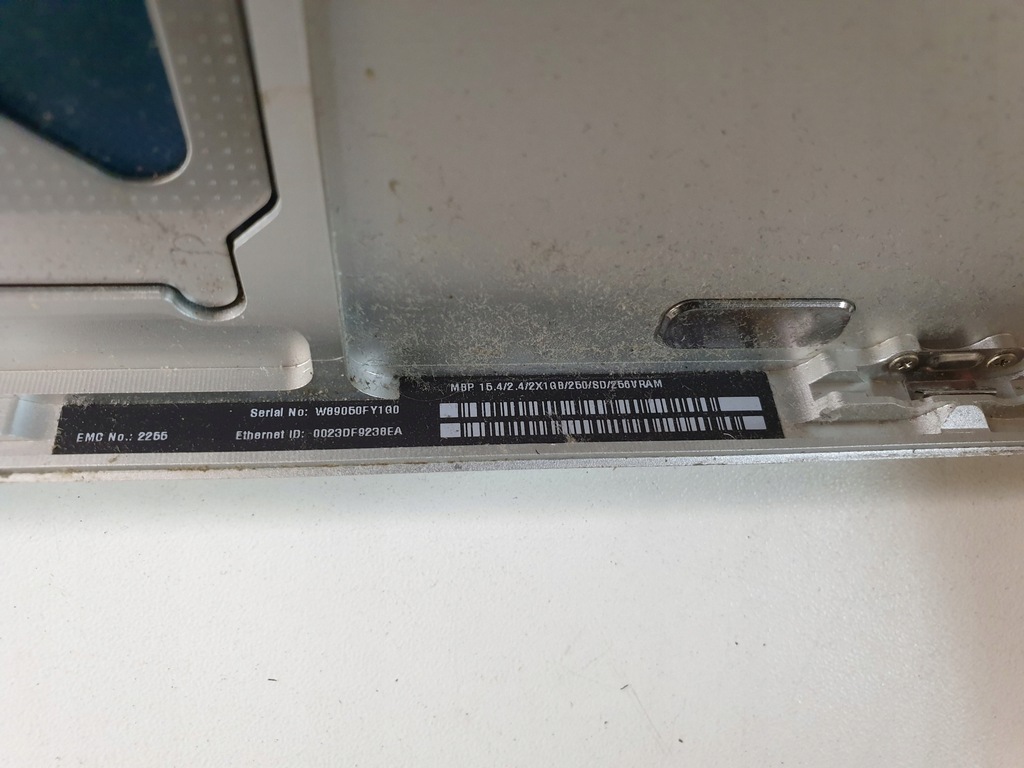 MBP 15.4/2.4/2X1GB/250/SD/256VRAM
Serial No: W89050FY1G0
EMC No.: 2255
Ethernet ID: 0023DF9238EA